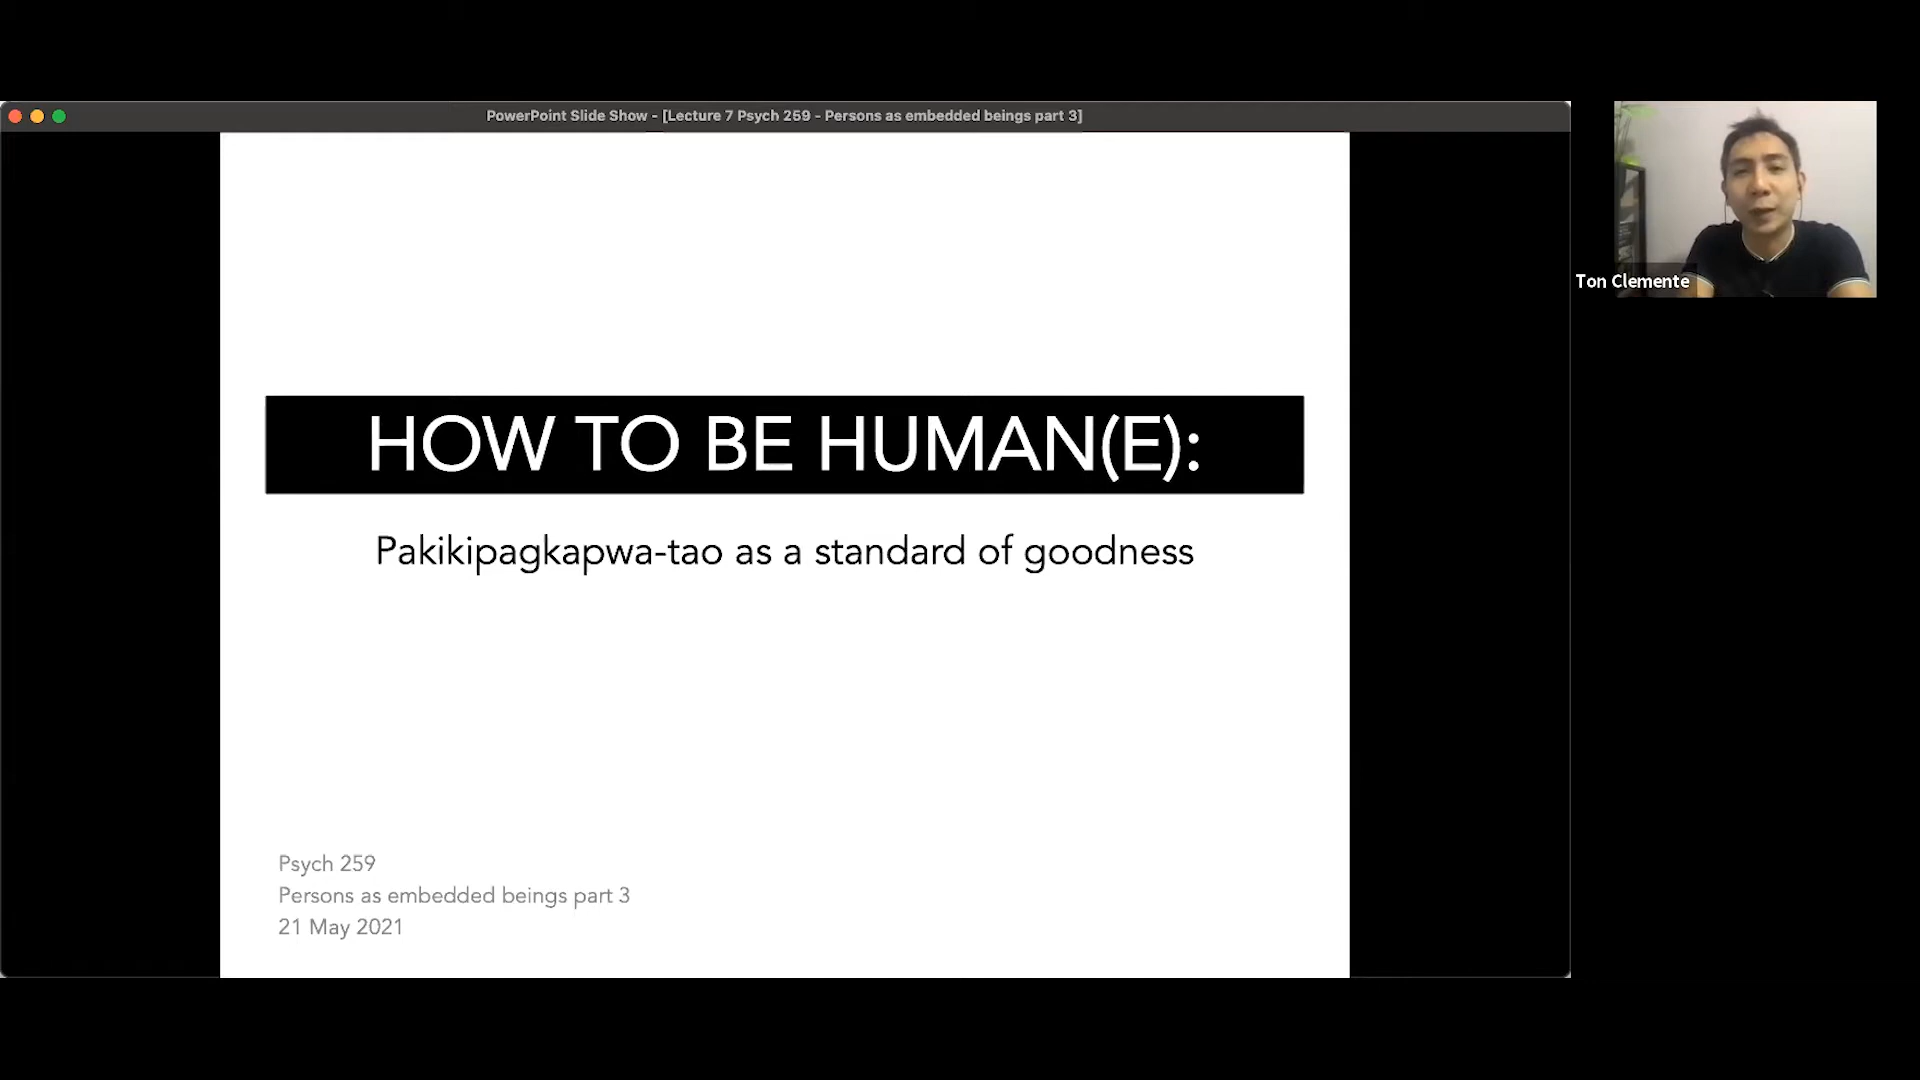 PowerPoint Slide Show - [Lecture 7 Psych 259 - Persons as embedded beings part 3]
HOW TO BE HUMAN(E):
Pakikipagkapwa-tao as a standard of goodness
Psych 259
Persons as embedded beings part 3
21 May 2021
Ton Clemente